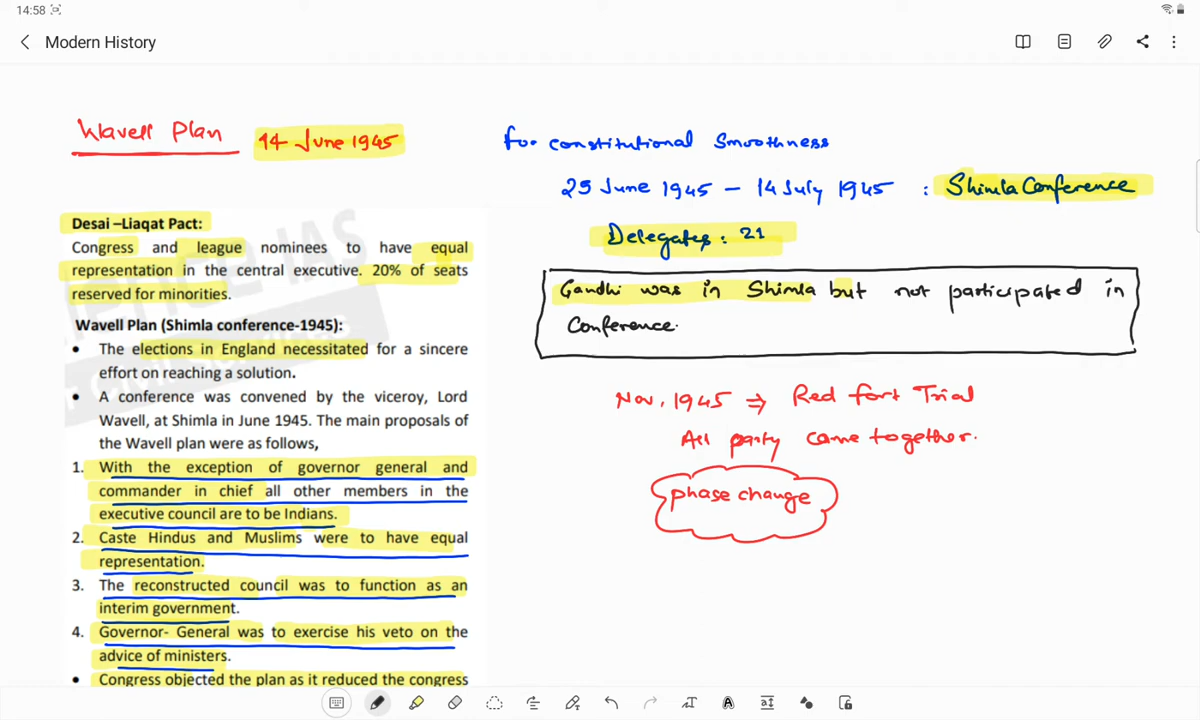 14:58
Modern History
Wavell Plan 14 June 1945
for constitutional Smoothness
25 June 1945 – 14 July 1945 : Shimla Conference
Delegates : 21
Gandhi was in Shimla but not participated in
Conference.
Nov, 1945 ⇒ Red fort Trial
All party came together.
phase change
Desai –Liaqat Pact:
Congress and league nominees to have equal
representation in the central executive. 20% of seats
reserved for minorities.
Wavell Plan (Shimla conference-1945):
• The elections in England necessitated for a sincere
effort on reaching a solution.
• A conference was convened by the viceroy, Lord
Wavell, at Shimla in June 1945. The main proposals of
the Wavell plan were as follows,
1. With the exception of governor general and
commander in chief all other members in the
executive council are to be Indians.
2. Caste Hindus and Muslims were to have equal
representation.
3. The reconstructed council was to function as an
interim government.
4. Governor- General was to exercise his veto on the
advice of ministers.
• Congress objected the plan as it reduced the congress